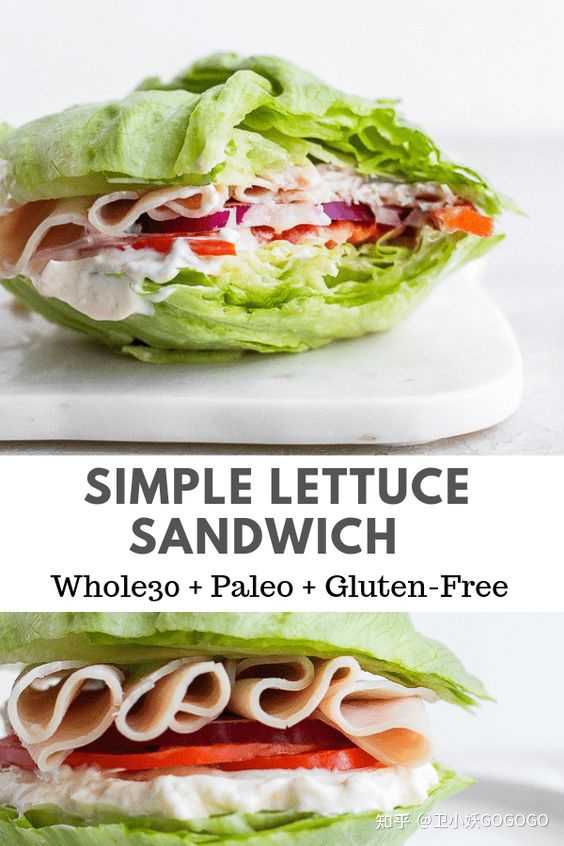 SIMPLE LETTUCE
SANDWICH
Whole30 + Paleo + Gluten-Free
知乎 @卫小妖GOGOGO